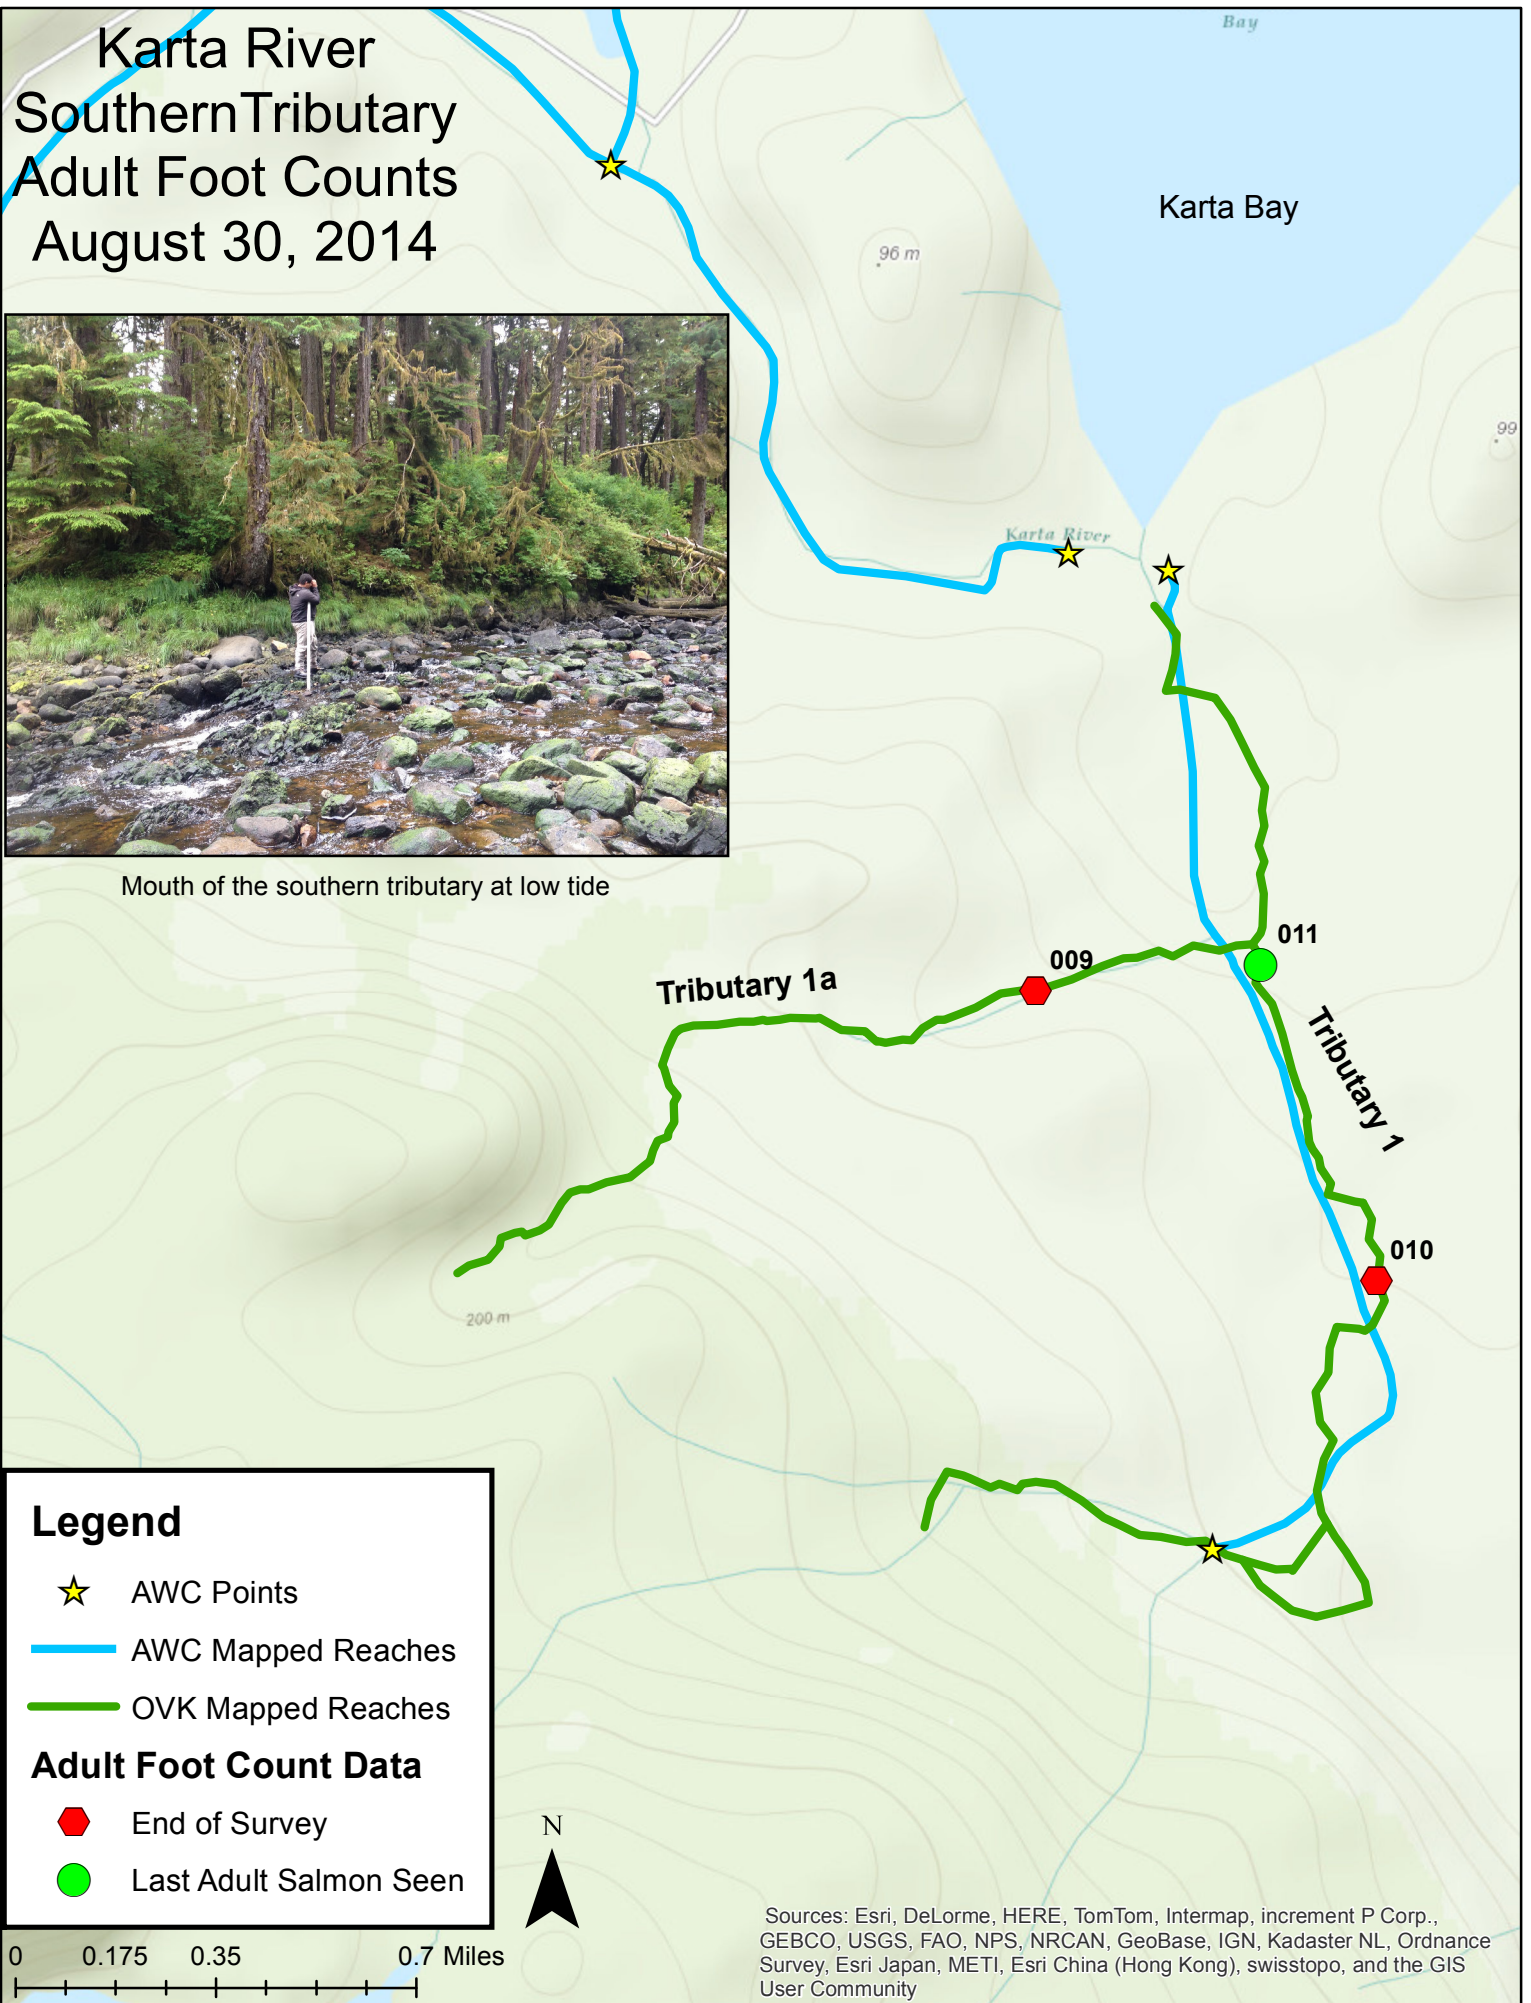 Karta River
SouthernTributary
Adult Foot Counts
August 30, 2014
Bay
Karta Bay
96 m
99
Karta River
Mouth of the southern tributary at low tide
011
009
Tributary 1a
Tributary 1
010
200 m
Legend
AWC Points
AWC Mapped Reaches
OVK Mapped Reaches
Adult Foot Count Data
End of Survey
Last Adult Salmon Seen
N
0 0.175 0.35 0.7 Miles
Sources: Esri, DeLorme, HERE, TomTom, Intermap, increment P Corp.,
GEBCO, USGS, FAO, NPS, NRCAN, GeoBase, IGN, Kadaster NL, Ordnance
Survey, Esri Japan, METI, Esri China (Hong Kong), swisstopo, and the GIS
User Community